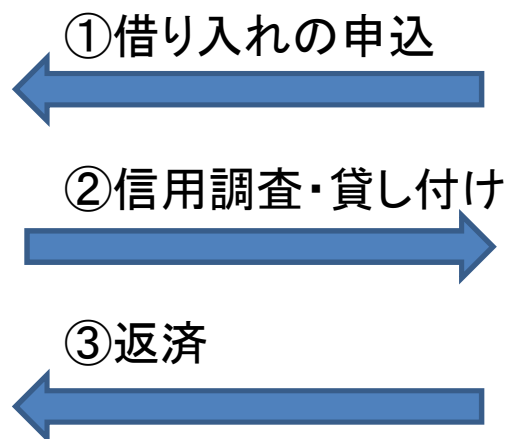 ①借り入れの申込
②信用調査・貸し付け
③返済